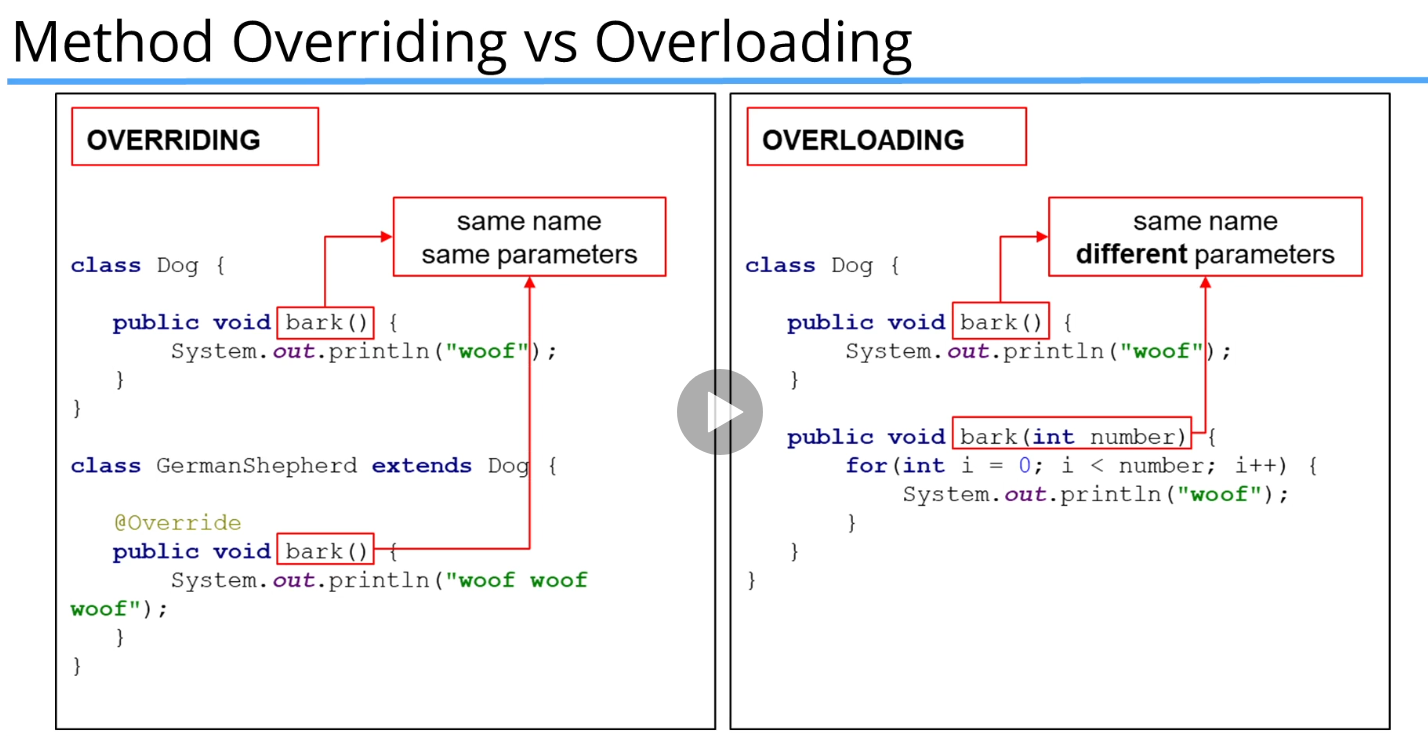 Method Overriding vs Overloading
OVERRIDING
same name
same parameters
class Dog {
public void bark() {
System.out.println("woof");
}
}
class GermanShepherd extends Dog {
@Override
public void bark() {
System.out.println("woof woof
woof");
}
}
OVERLOADING
same name
different parameters
class Dog {
public void bark() {
System.out.println("woof");
}
public void bark(int number) {
for(int i = 0; i < number; i++) {
System.out.println("woof");
}
}
}